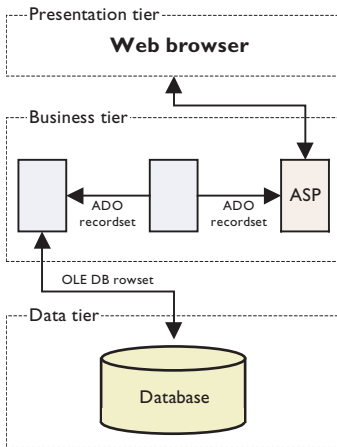 Presentation tier
Web browser
Business tier
ASP
ADO
recordset
ADO
recordset
OLE DB rowset
Data tier
Database